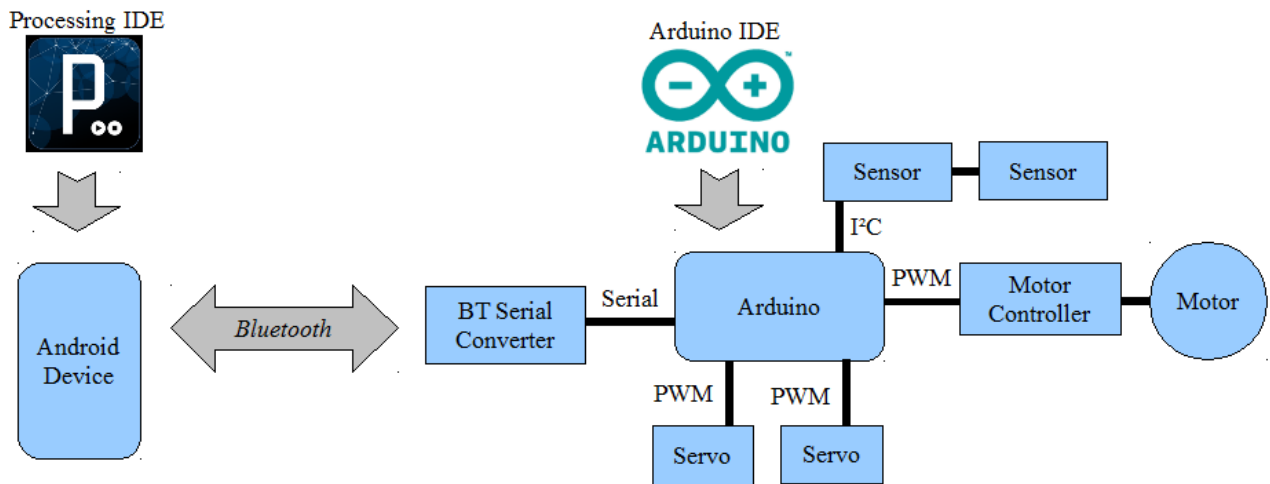 Processing IDE
P
Arduino IDE
™
ARDUINO
Sensor
Sensor
I²C
Android
Device
Bluetooth
BT Serial
Converter
Serial
Arduino
PWM
Motor
Controller
Motor
PWM
PWM
Servo
Servo